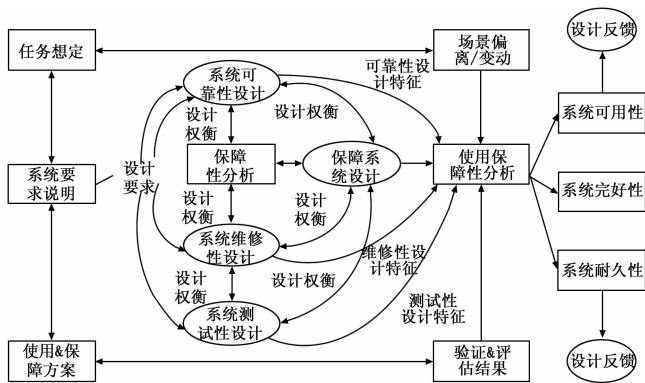 任务想定
场景偏
离/变动
设计反馈
系统可
靠性设计
可靠性设
计特征
设计
权衡
设计权衡
系统可用性
系统要
求说明
设计
要求
保障
性分析
保障系
统设计
使用保
障性分析
系统完好性
设计
权衡
设计
权衡
系统维修
性设计
维修性设
计特征
设计
权衡
设计权衡
系统耐久性
系统测
试性设计
测试性
设计特征
使用&保
障方案
验证&评
估结果
设计反馈